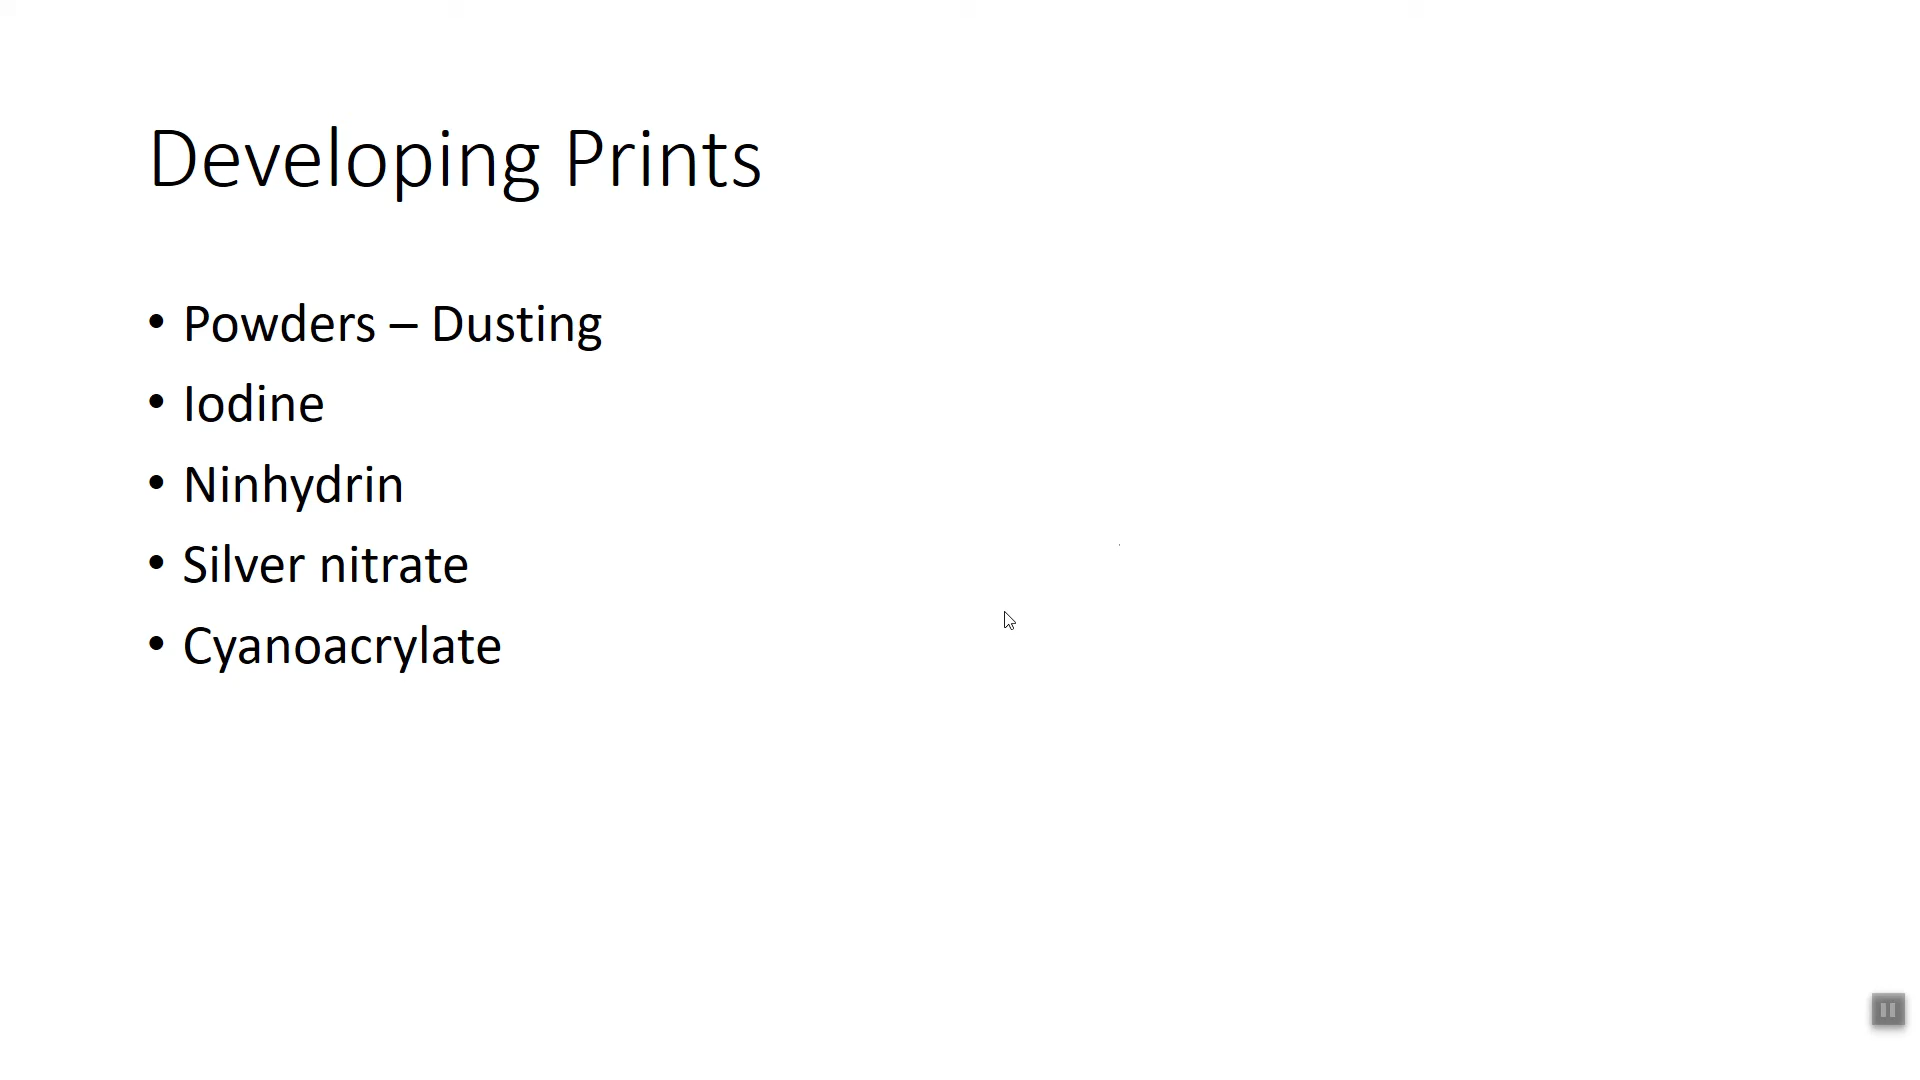 Developing Prints
• Powders – Dusting
• Iodine
• Ninhydrin
• Silver nitrate
• Cyanoacrylate